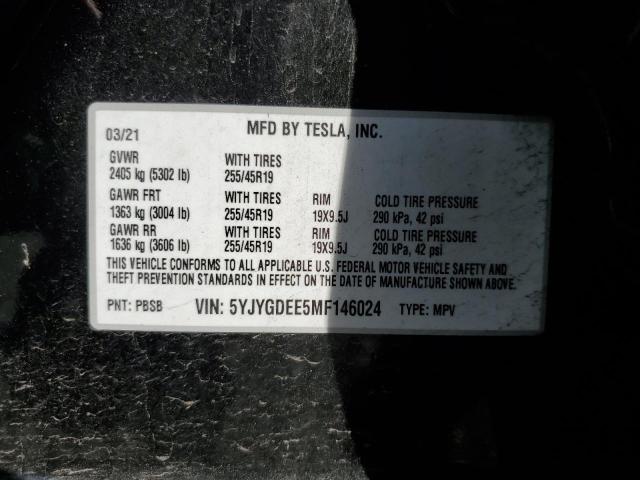 03/21 MFD BY TESLA, INC.
GVWR WITH TIRES
2405 kg (5302 lb) 255/45R19
GAWR FRT WITH TIRES RIM COLD TIRE PRESSURE
1363 kg (3004 lb) 255/45R19 19X9.5J 290 kPa, 42 psi
GAWR RR WITH TIRES RIM COLD TIRE PRESSURE
1636 kg (3606 lb) 255/45R19 19X9.5J 290 kPa, 42 psi
THIS VEHICLE CONFORMS TO ALL APPLICABLE U.S. FEDERAL MOTOR VEHICLE SAFETY AND
THEFT PREVENTION STANDARDS IN EFFECT ON THE DATE OF MANUFACTURE SHOWN ABOVE.
PNT: PBSB VIN: 5YJYGDEE5MF146024 TYPE: MPV